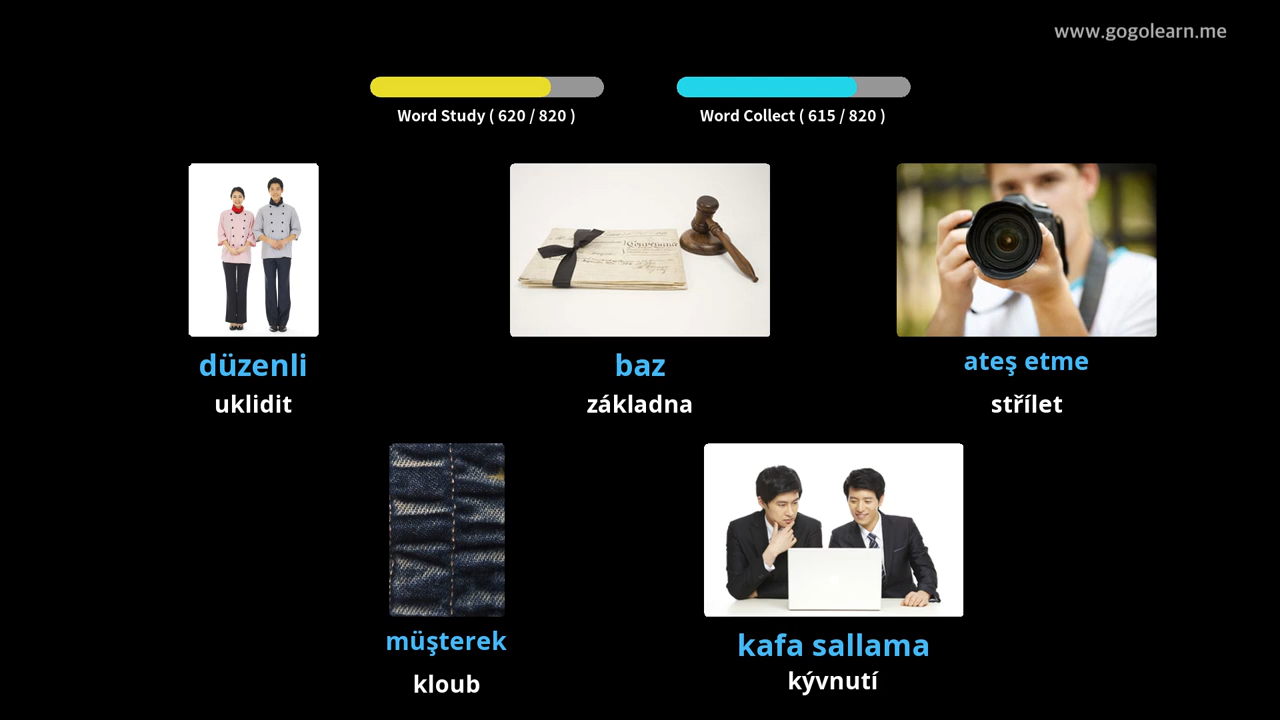 www.gogolearn.me
Word Study ( 620 / 820 )
Word Collect ( 615 / 820 )
düzenli
uklidit
baz
základna
ateş etme
střílet
müşterek
kloub
kafa sallama
kývnutí